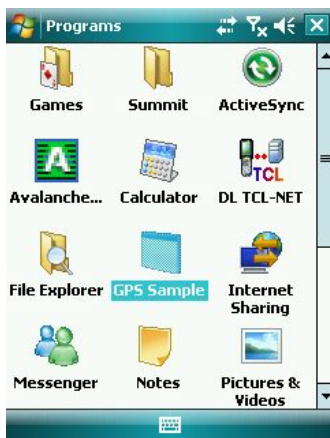 Programs
Games Summit ActiveSync
A
TCL
Avalanche... Calculator DL TCL-NET
File Explorer GPS Sample Internet
Sharing
Messenger Notes Pictures &
Videos